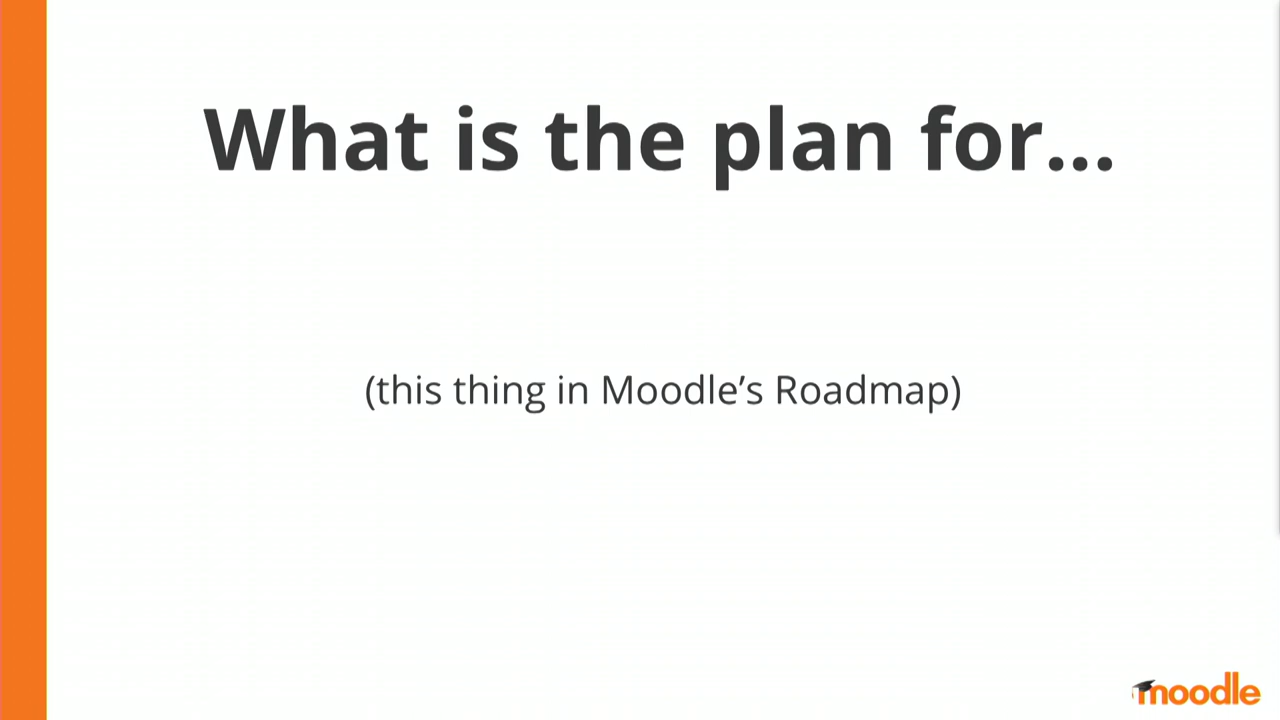 What is the plan for...
(this thing in Moodle’s Roadmap)
moodle